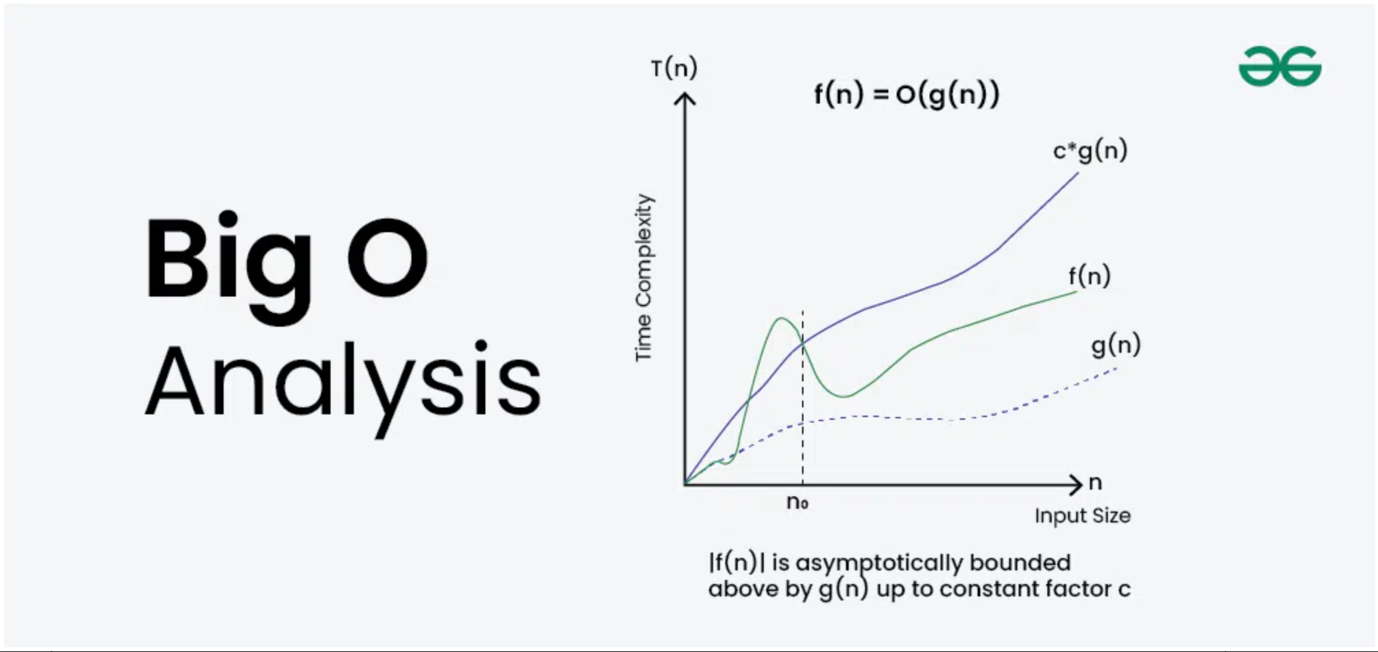 Big O
Analysis
T(n)
f(n) = O(g(n))
c*g(n)
Time Complexity
f(n)
g(n)
n
n₀
Input Size
|f(n)| is asymptotically bounded
above by g(n) up to constant factor c